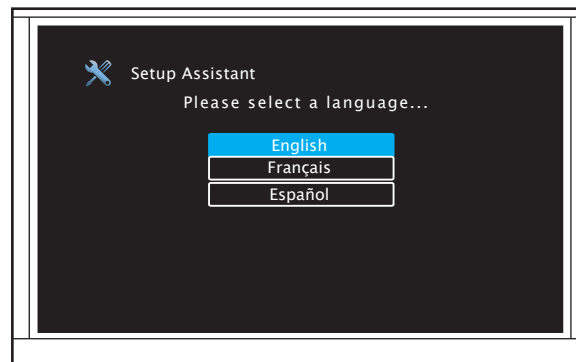 Setup Assistant
Please select a language...
English
Français
Español